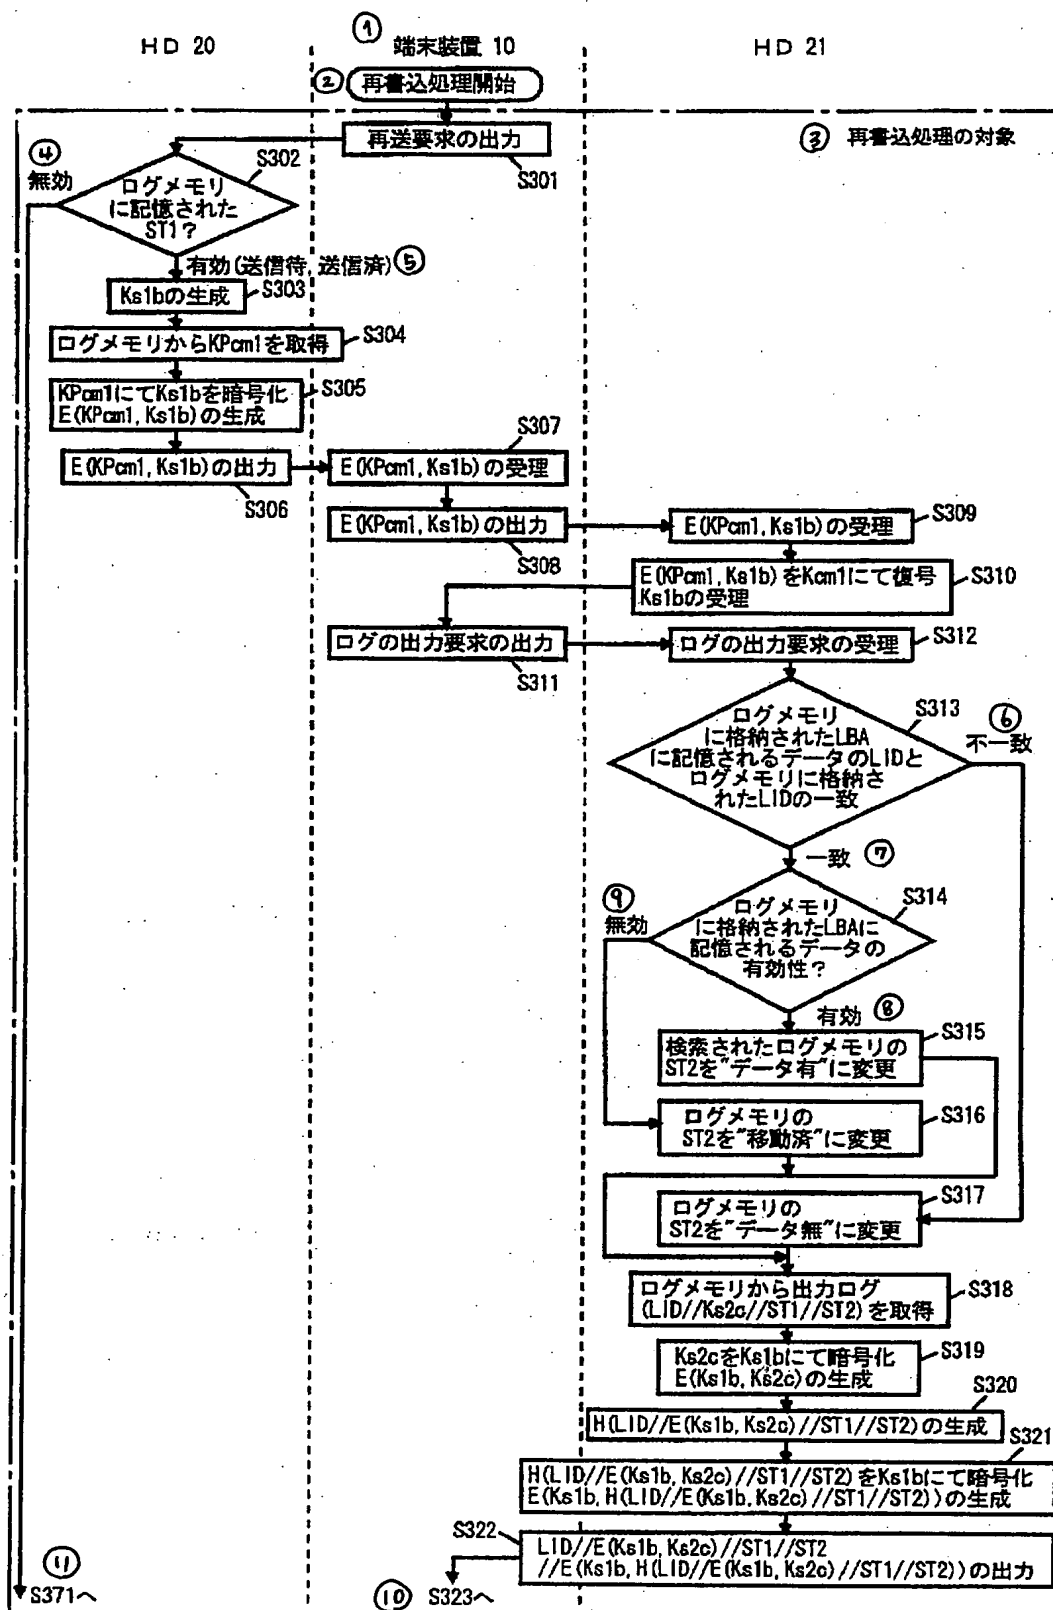 ①
HD 20
端末装置 10
HD 21
② 再書込処理開始
再送要求の出力
S301
③ 再書込処理の対象
④
無効
S302
ログメモリ
に記憶された
ST1?
有効(送信待,送信済) ⑤
Ks1bの生成
S303
ログメモリからKPcm1を取得
S304
KPcm1にてKs1bを暗号化
E(KPcm1, Ks1b)の生成
S305
E(KPcm1, Ks1b)の出力
S306
S307
E(KPcm1, Ks1b)の受理
E(KPcm1, Ks1b)の出力
S308
E(KPcm1, Ks1b)の受理
S309
E(KPcm1, Ks1b)をKcm1にて復号
Ks1bの受理
S310
ログの出力要求の出力
S311
ログの出力要求の受理
S312
S313
⑥
不一致
ログメモリ
に格納されたLBA
に記憶されるデータのLIDと
ログメモリに格納さ
れたLIDの一致
一致 ⑦
⑨
無効
S314
ログメモリ
に格納されたLBAに
記憶されるデータの
有効性?
有効 ⑧
S315
検索されたログメモリの
ST2を"データ有"に変更
ログメモリの
ST2を"移動済"に変更
S316
S317
ログメモリの
ST2を"データ無"に変更
ログメモリから出力ログ
(LID//Ks2c//ST1//ST2)を取得
S318
Ks2cをKs1bにて暗号化
E(Ks1b, Ks2c)の生成
S319
S320
H(LID//E(Ks1b, Ks2c)//ST1//ST2)の生成
S321
H(LID//E(Ks1b, Ks2c)//ST1//ST2)をKs1bにて暗号化
E(Ks1b, H(LID//E(Ks1b, Ks2c)//ST1//ST2))の生成
S322
LID//E(Ks1b, Ks2c)//ST1//ST2
//E(Ks1b, H(LID//E(Ks1b, Ks2c)//ST1//ST2))の出力
⑪
S371へ
⑩ S323へ